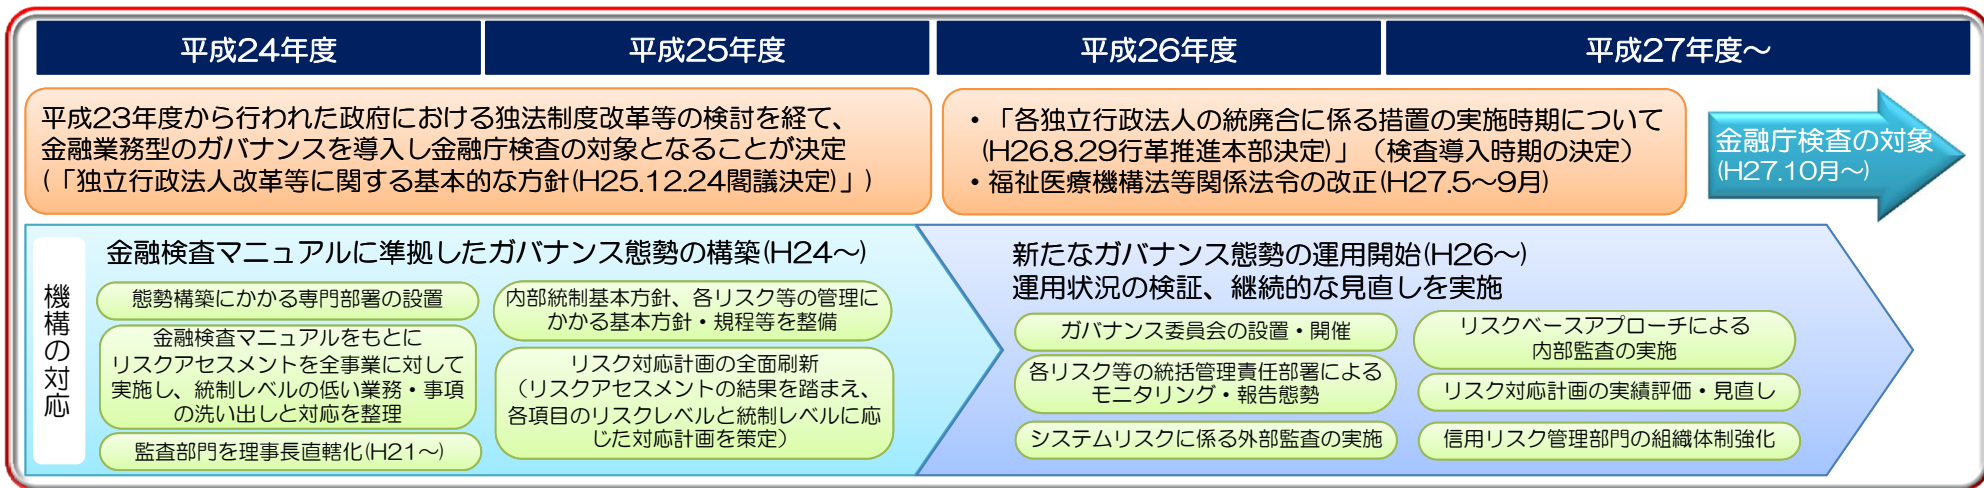 平成24年度
平成25年度
平成26年度
平成27年度～
平成23年度から行われた政府における独法制度改革等の検討を経て、
金融業務型のガバナンスを導入し金融庁検査の対象となることが決定
(「独立行政法人改革等に関する基本的な方針(H25.12.24閣議決定)」)
・「各独立行政法人の統廃合に係る措置の実施時期について
(H26.8.29行革推進本部決定)」（検査導入時期の決定）
・福祉医療機構法等関係法令の改正(H27.5～9月)
金融庁検査の対象
(H27.10月～)
機構の対応
金融検査マニュアルに準拠したガバナンス態勢の構築(H24～)
態勢構築にかかる専門部署の設置
金融検査マニュアルをもとに
リスクアセスメントを全事業に対して
実施し、統制レベルの低い業務・事項
の洗い出しと対応を整理
監査部門を理事長直轄化(H21～)
内部統制基本方針、各リスク等の管理に
かかる基本方針・規程等を整備
リスク対応計画の全面刷新
（リスクアセスメントの結果を踏まえ、
各項目のリスクレベルと統制レベルに応
じた対応計画を策定）
新たなガバナンス態勢の運用開始(H26～)
運用状況の検証、継続的な見直しを実施
ガバナンス委員会の設置・開催
各リスク等の統括管理責任部署による
モニタリング・報告態勢
システムリスクに係る外部監査の実施
リスクベースアプローチによる
内部監査の実施
リスク対応計画の実績評価・見直し
信用リスク管理部門の組織体制強化